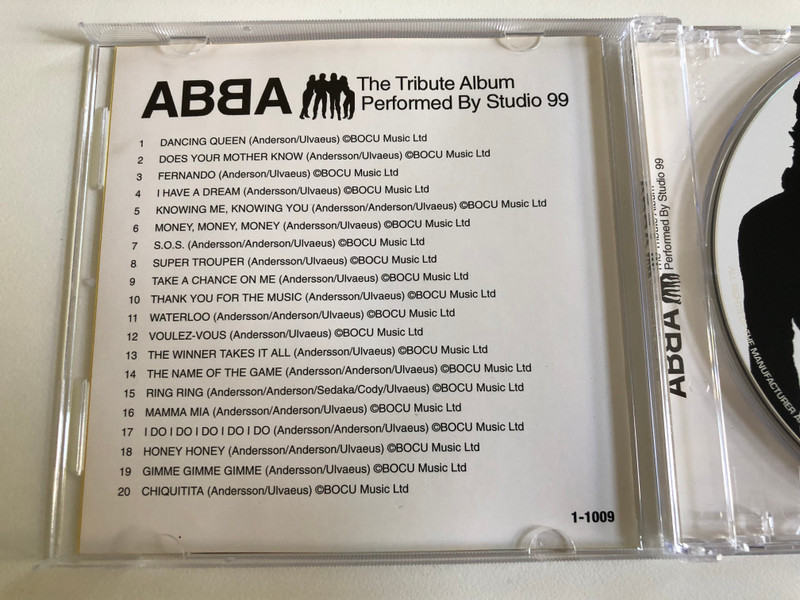 ABBA The Tribute Album
Performed By Studio 99
1 DANCING QUEEN (Anderson/Ulvaeus) ©BOCU Music Ltd
2 DOES YOUR MOTHER KNOW (Andersson/Ulvaeus) ©BOCU Music Ltd
3 FERNANDO (Anderson/Ulvaeus) ©BOCU Music Ltd
4 I HAVE A DREAM (Andersson/Ulvaeus) ©BOCU Music Ltd
5 KNOWING ME, KNOWING YOU (Andersson/Anderson/Ulvaeus) ©BOCU Music Ltd
6 MONEY, MONEY, MONEY (Andersson/Ulvaeus) ©BOCU Music Ltd
7 S.O.S. (Andersson/Anderson/Ulvaeus) ©BOCU Music Ltd
8 SUPER TROUPER (Andersson/Ulvaeus) ©BOCU Music Ltd
9 TAKE A CHANCE ON ME (Andersson/Ulvaeus) ©BOCU Music Ltd
10 THANK YOU FOR THE MUSIC (Andersson/Ulvaeus) ©BOCU Music Ltd
11 WATERLOO (Andersson/Anderson/Ulvaeus) ©BOCU Music Ltd
12 VOULEZ-VOUS (Andersson/Ulvaeus) ©BOCU Music Ltd
13 THE WINNER TAKES IT ALL (Andersson/Ulvaeus) ©BOCU Music Ltd
14 THE NAME OF THE GAME (Andersson/Anderson/Ulvaeus) ©BOCU Music Ltd
15 RING RING (Andersson/Anderson/Sedaka/Cody/Ulvaeus) ©BOCU Music Ltd
16 MAMMA MIA (Andersson/Anderson/Ulvaeus) ©BOCU Music Ltd
17 I DO I DO I DO I DO I DO (Andersson/Anderson/Ulvaeus) ©BOCU Music Ltd
18 HONEY HONEY (Andersson/Anderson/Ulvaeus) ©BOCU Music Ltd
19 GIMME GIMME GIMME (Andersson/Ulvaeus) ©BOCU Music Ltd
20 CHIQUITITA (Andersson/Ulvaeus) ©BOCU Music Ltd
1-1009
ABBA The Tribute Album
Performed By Studio 99
THE MANUFACTURER